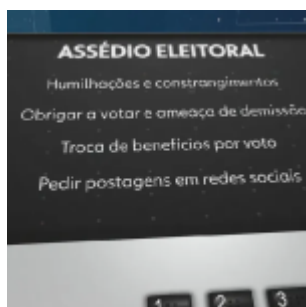 ASSÉDIO ELEITORAL
Humilhações e constrangimentos
Obrigar a votar e ameaça de demissão
Troca de benefícios por voto
Pedir postagens em redes sociais
1 2 3